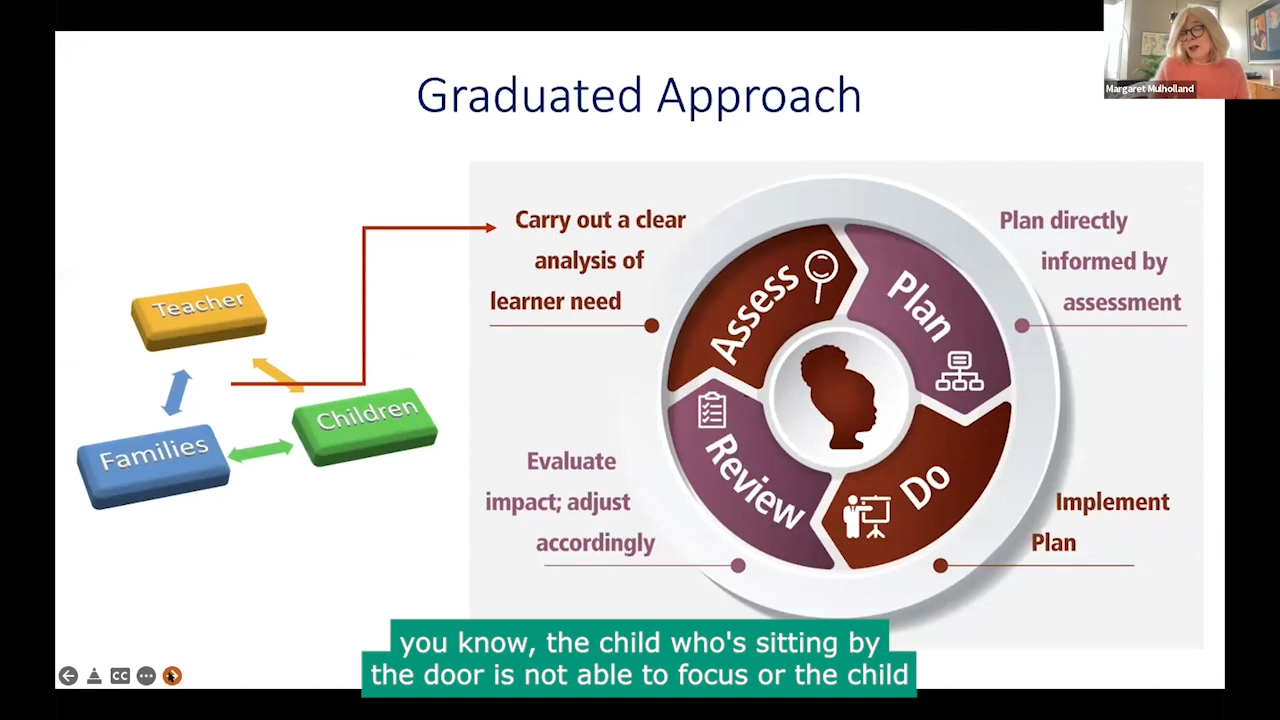 Margaret Mulholland
Graduated Approach
Teacher
Families
Children
Carry out a clear
analysis of
learner need
Plan directly
informed by
assessment
Assess
Plan
Review
Do
Evaluate
impact; adjust
accordingly
Implement
Plan
you know, the child who's sitting by
the door is not able to focus or the child
CC